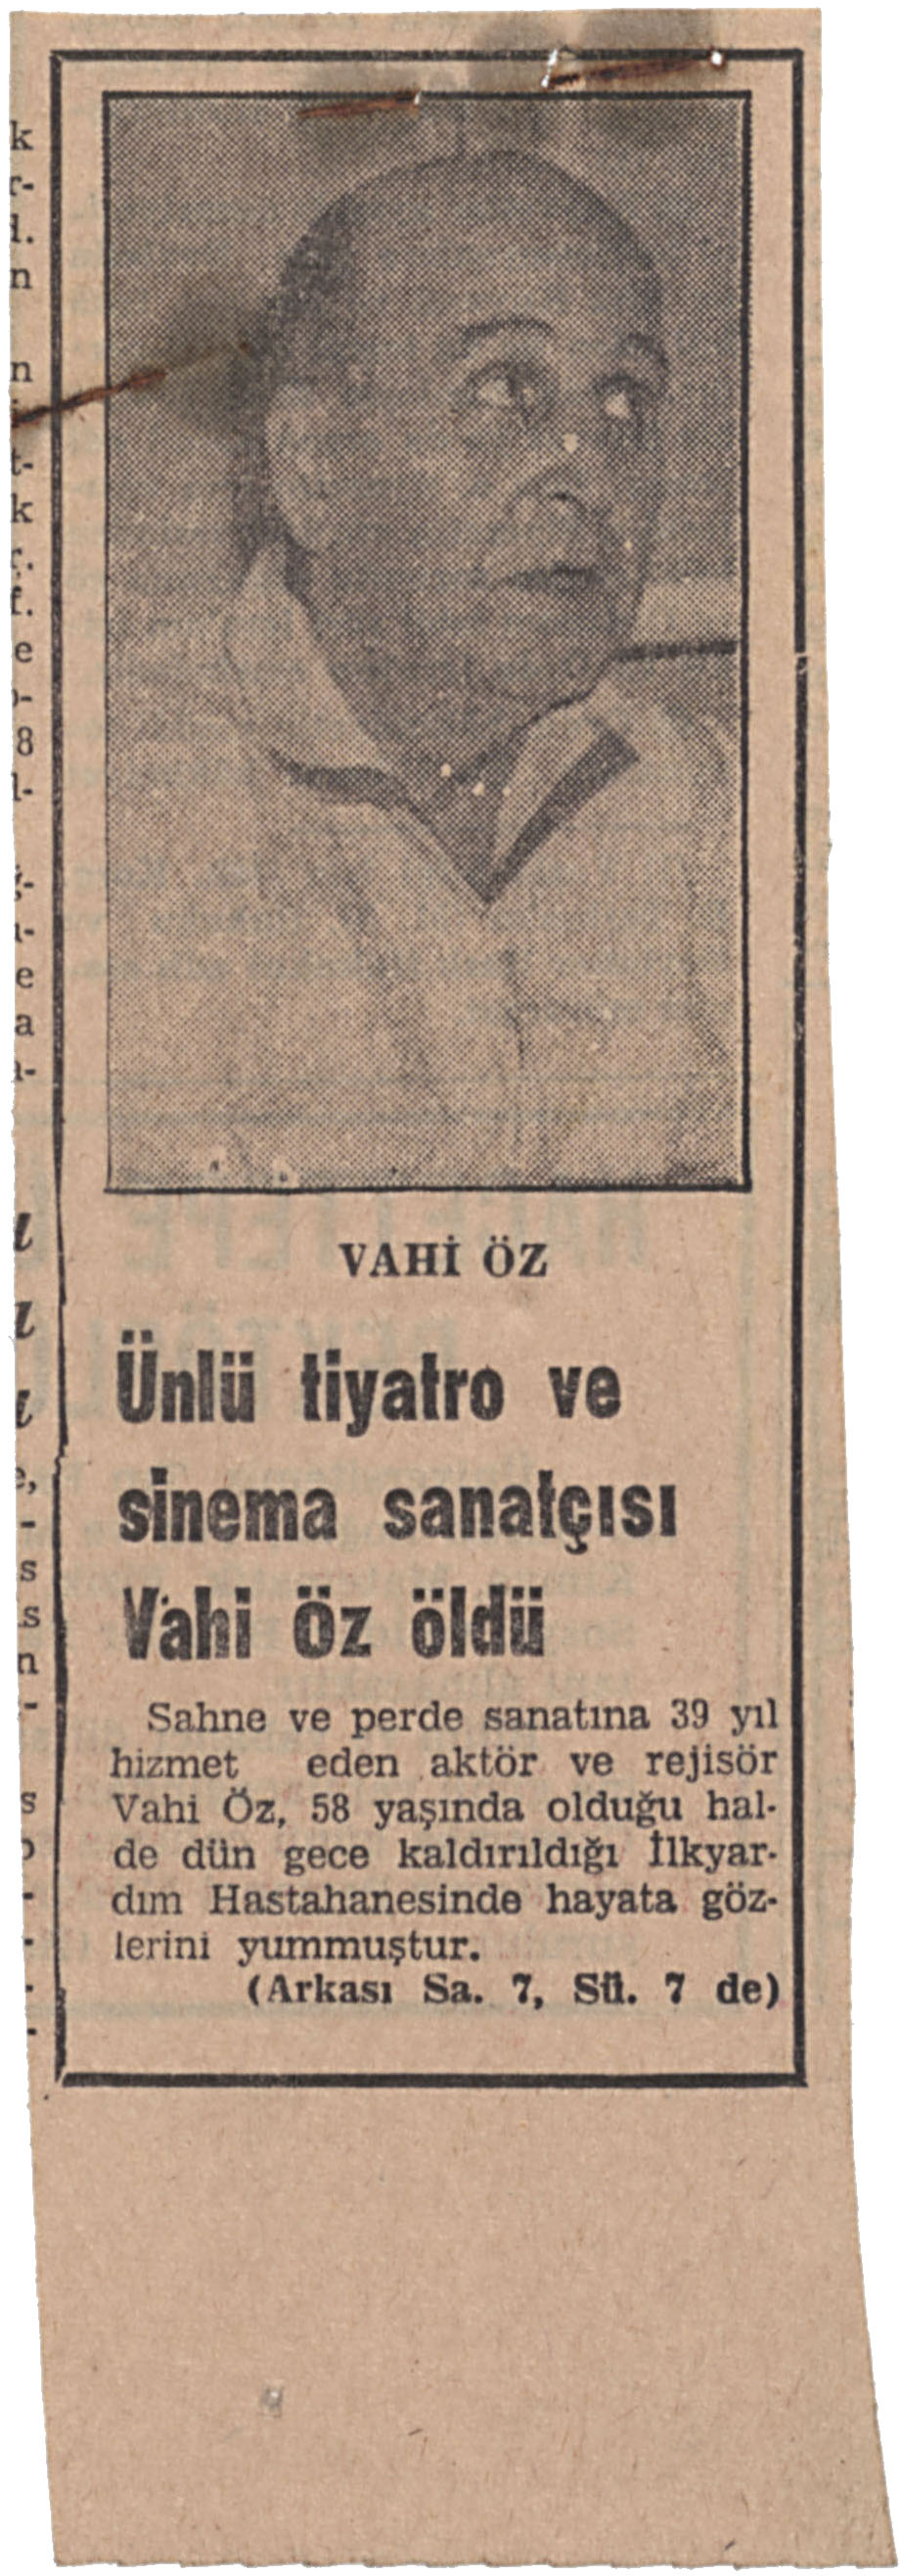 VAHİ ÖZ
Ünlü tiyatro ve
sinema sanatçısı
Vahi Öz öldü
Sahne ve perde sanatına 39 yıl
hizmet eden aktör ve rejisör
Vahi Öz, 58 yaşında olduğu hal-
de dün gece kaldırıldığı İlkyar-
dım Hastahanesinde hayata göz-
lerini yummuştur.
(Arkası Sa. 7, Sü. 7 de)